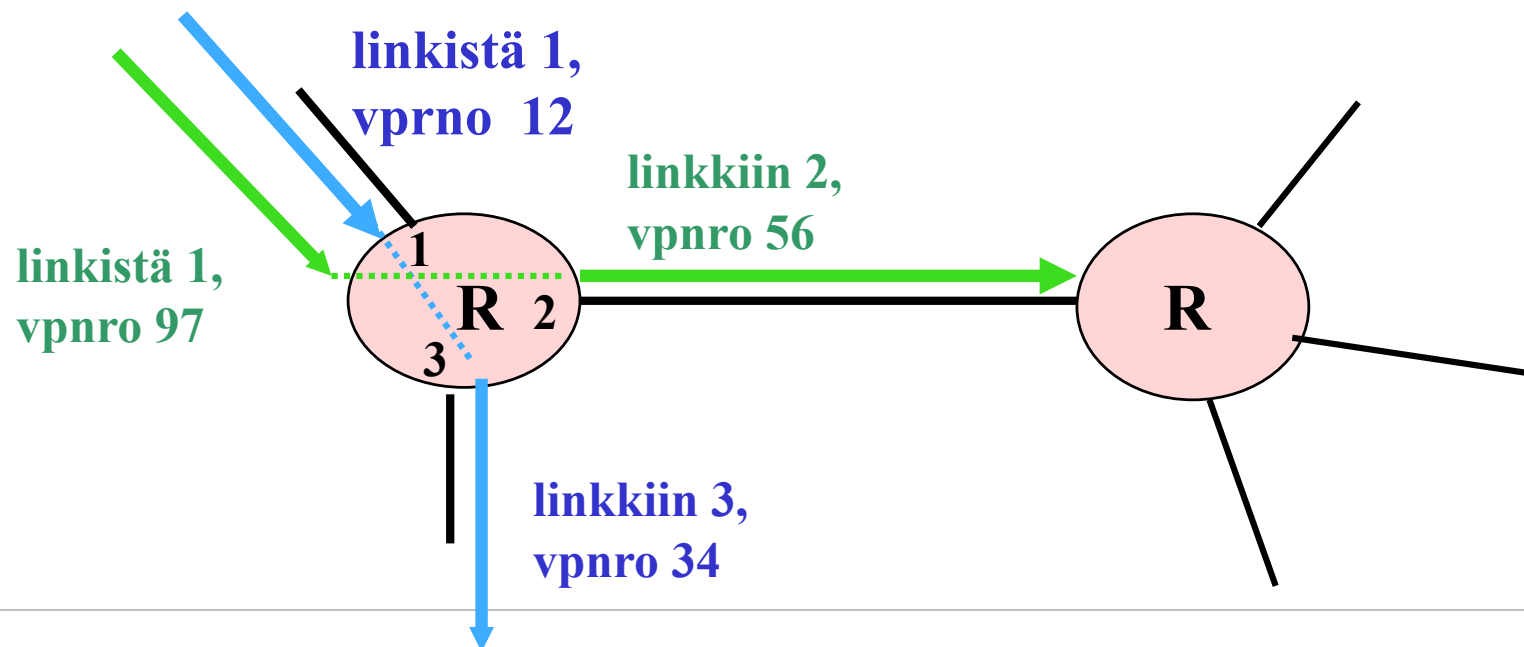 linkistä 1,
vprno 12
linkkiin 2,
vpnro 56
linkistä 1,
vpnro 97
1
R
2
3
R
linkkiin 3,
vpnro 34